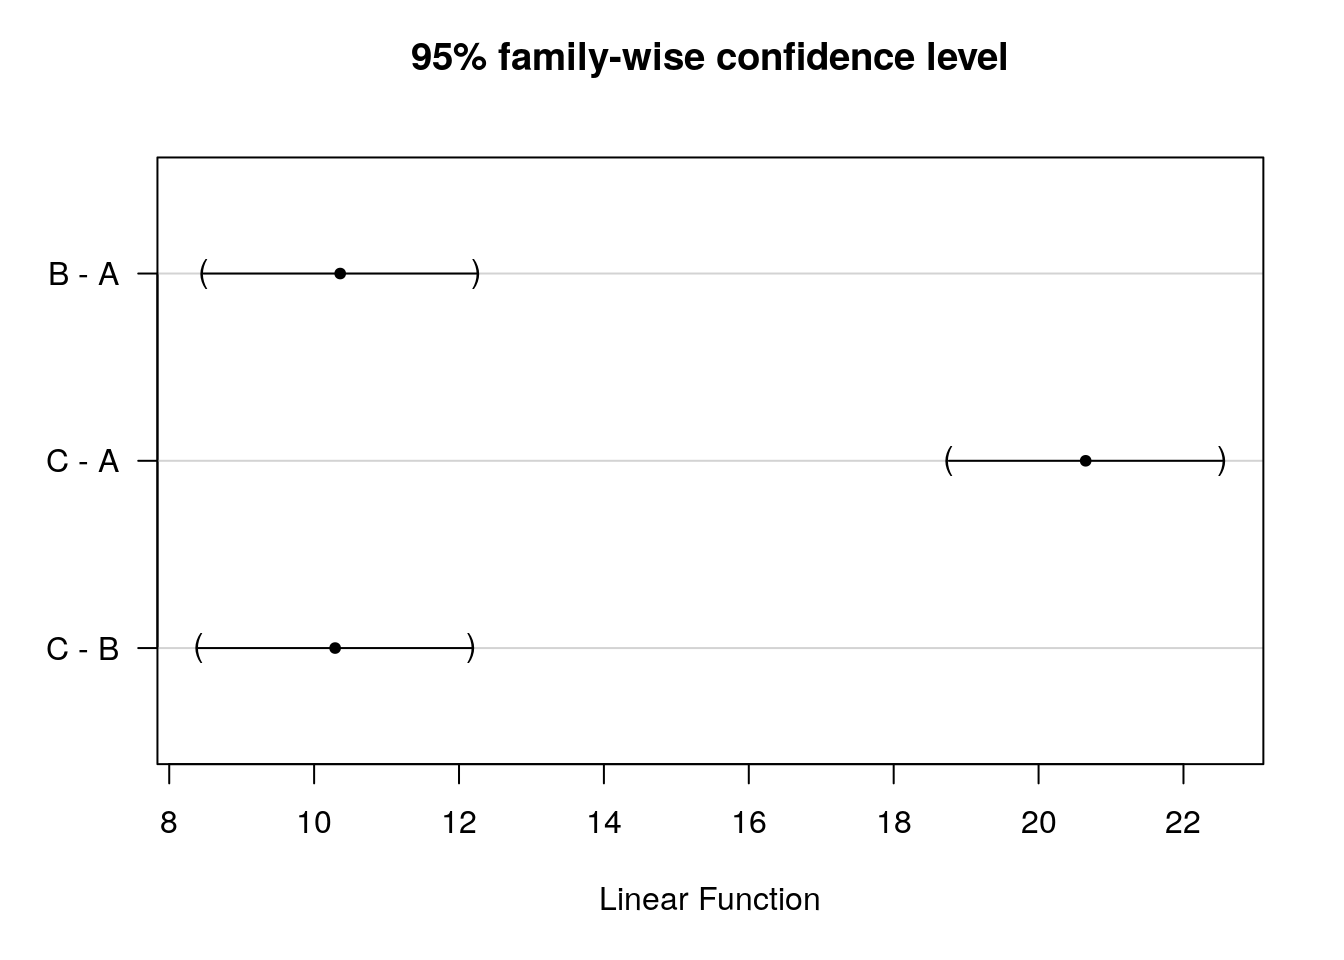 95% family-wise confidence level
B - A
C - A
C - B
8 10 12 14 16 18 20 22
Linear Function